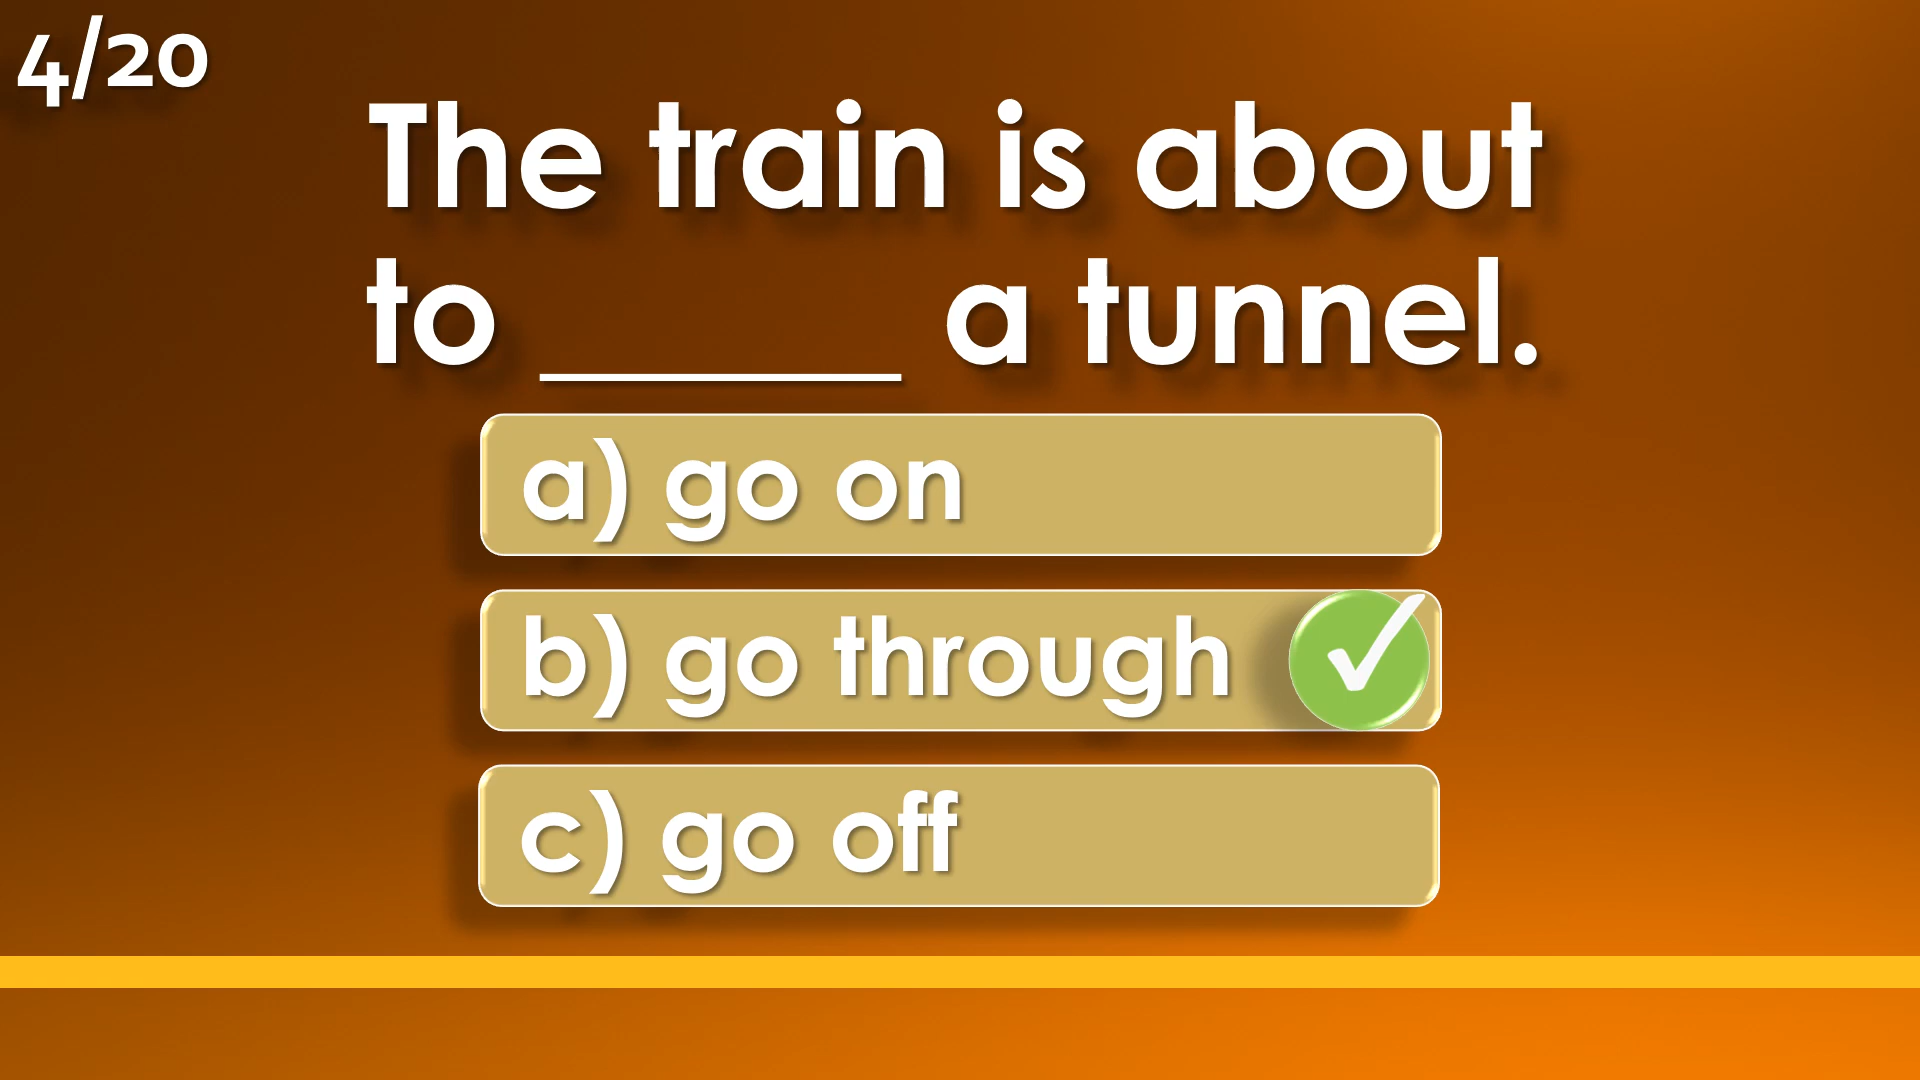 4/20
The train is about
to ______ a tunnel.
a) go on
b) go through
c) go off